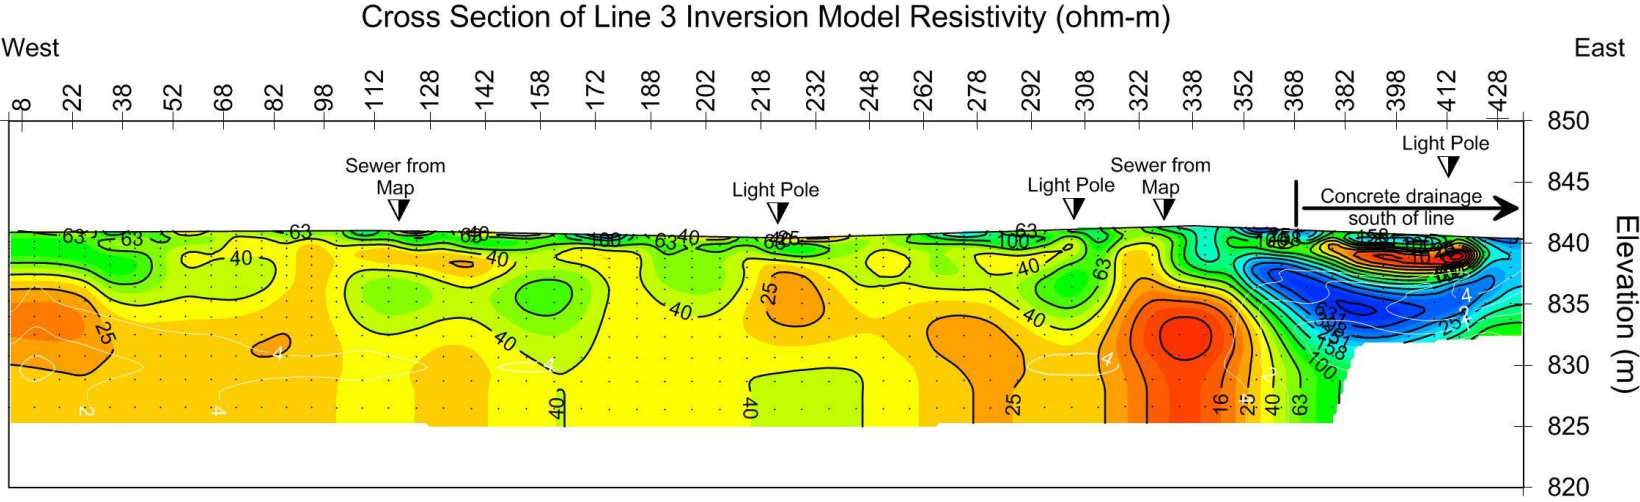 Cross Section of Line 3 Inversion Model Resistivity (ohm-m)
West
East
8 22 38 52 68 82 98 112 128 142 158 172 188 202 218 232 248 262 278 292 308 322 338 352 368 382 398 412 428
850
Light Pole
Sewer from
Map
Light Pole
Light Pole
Sewer from
Map
845
Concrete drainage
south of line
63 63 63 40 100 63 40 63 100
840
40 40 40 63 10
25
835
40 40 4
25 25
40
4 4 4 158
830
100
2 4 40 40 25 16 25 40 63
825
820
Elevation (m)